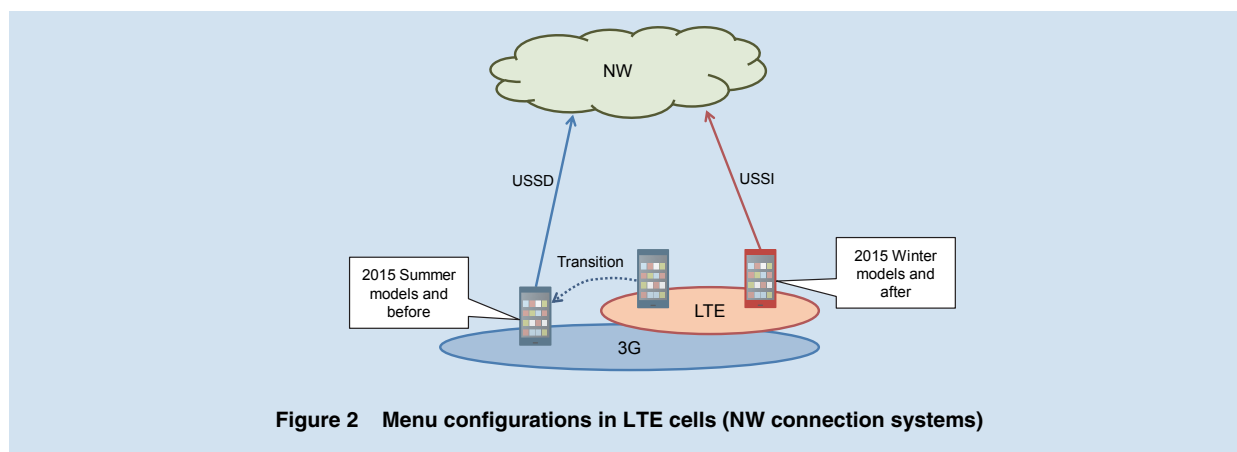 NW
USSD
USSI
Transition
2015 Summer
models and
before
2015 Winter
models and
after
LTE
3G
Figure 2 Menu configurations in LTE cells (NW connection systems)